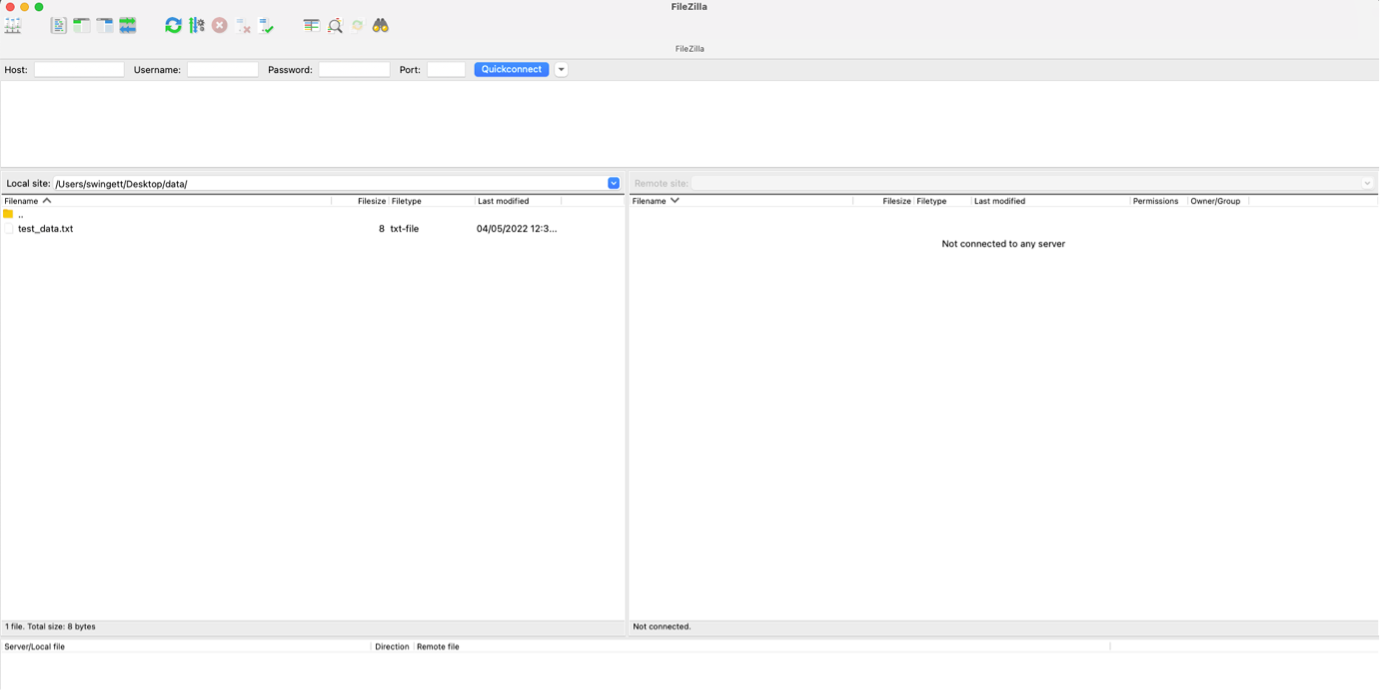 FileZilla
FileZilla
Host: Username: Password: Port: Quickconnect
Local site: /Users/swingett/Desktop/data/ Remote site:
Filename Filesize Filetype Last modified Filename Filesize Filetype Last modified Permissions Owner/Group
..
test_data.txt 8 txt-file 04/05/2022 12:3...
Not connected to any server
1 file. Total size: 8 bytes Not connected.
Server/Local file Direction Remote file